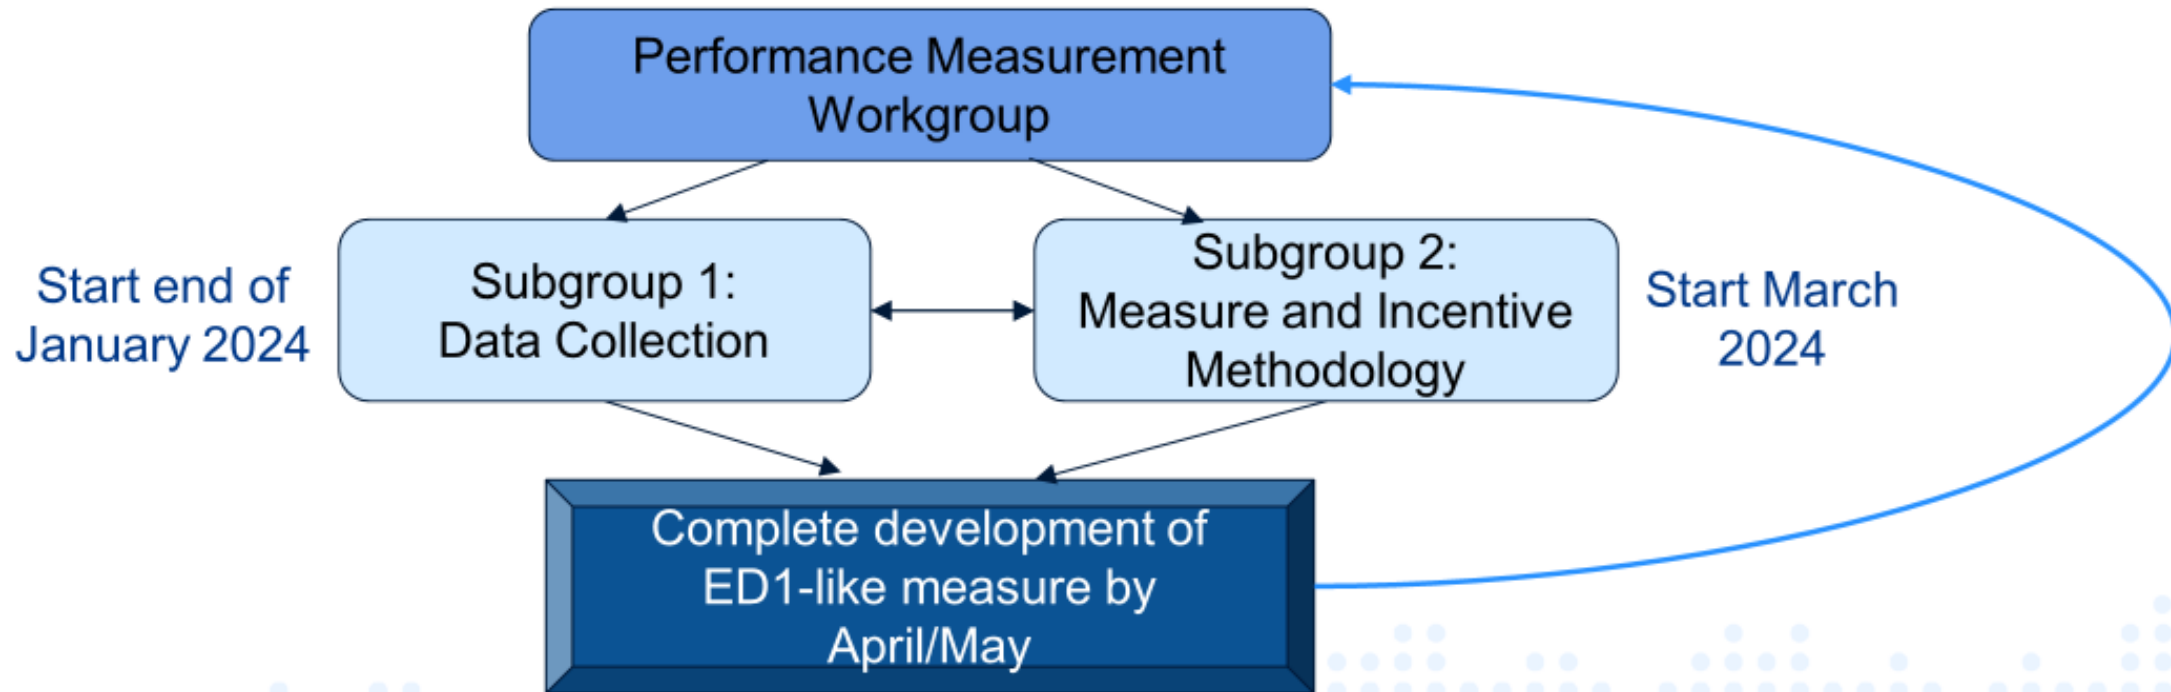 Performance Measurement
Workgroup
Start end of
January 2024
Subgroup 1:
Data Collection
Subgroup 2:
Measure and Incentive
Methodology
Start March
2024
Complete development of
ED1-like measure by
April/May